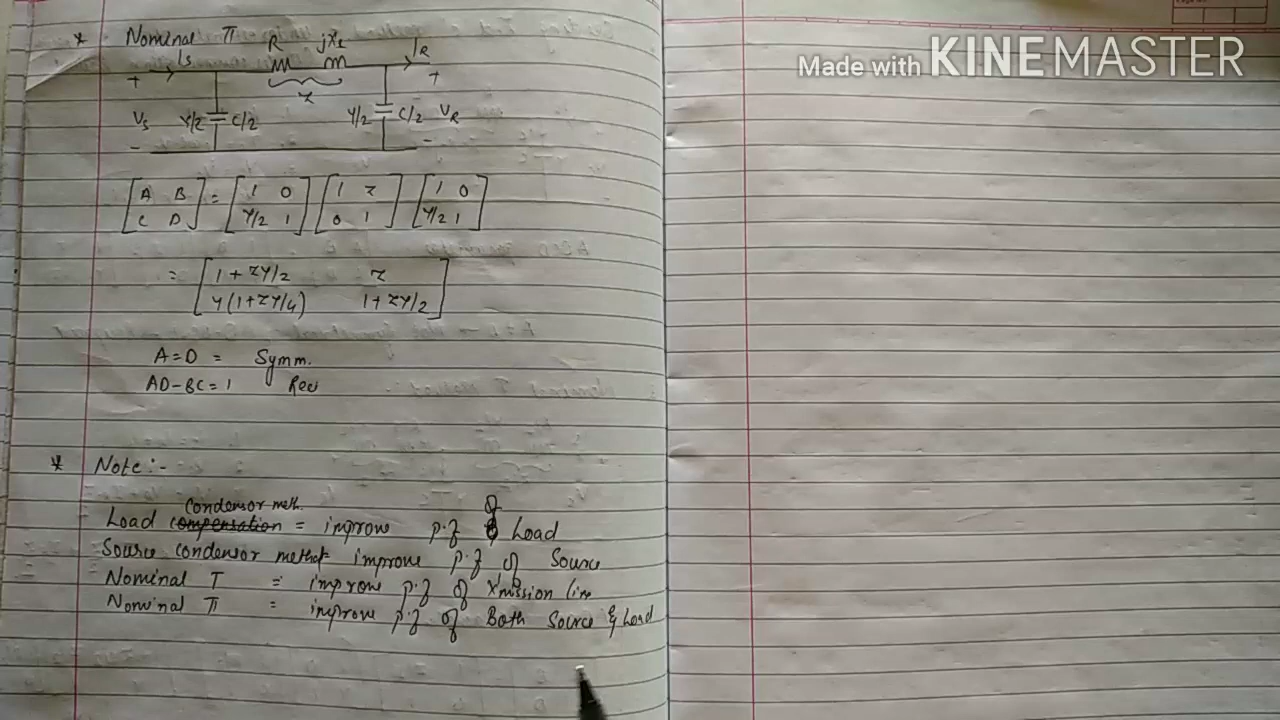 Made with KINEMASTER
* Nominal π
Is R jXL IR
+ Z +
Vs Y/2 C/2 Y/2 C/2 VR
- -
[A B] = [1 0] [1 Z] [1 0]
[C D] [Y/2 1] [0 1] [Y/2 1]
= [1 + ZY/2 Z]
[Y(1+ZY/4) 1+ZY/2]
A=D = Symm.
AD-BC=1 Rec
* Note:-
Condensor meth. of
Load compensation = improve p.f Load
Source condensor method improve p.f of Source
Nominal T = improve p.f of X'mission line
Nominal π = improve p.f of Both Source & Load